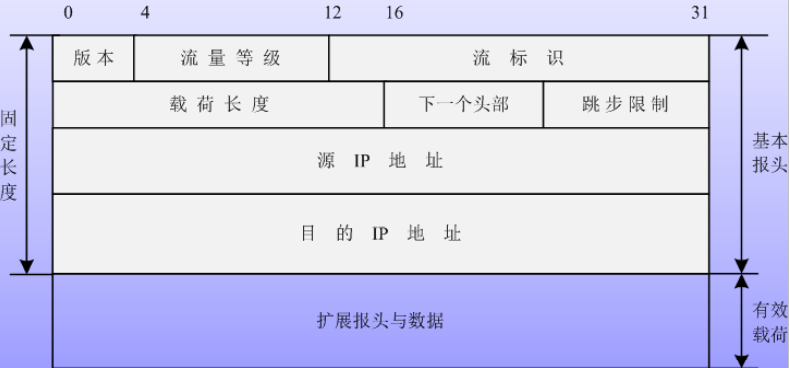 0 4 12 16 31
版本 流量等级 流标识
载荷长度 下一个头部 跳步限制
源 IP 地址
目的 IP 地址
扩展报头与数据
固定长度
基本报头
有效载荷